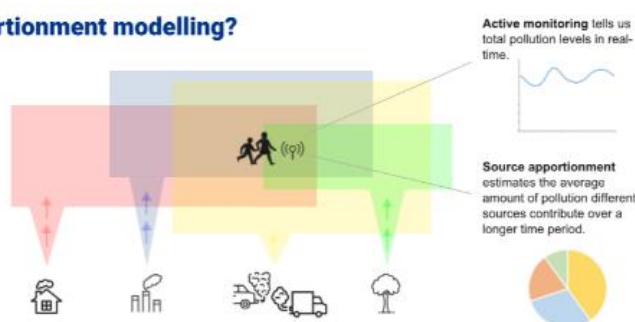 rtionment modelling?
Active monitoring tells us
total pollution levels in real-
time.
Source apportionment
estimates the average
amount of pollution different
sources contribute over a
longer time period.